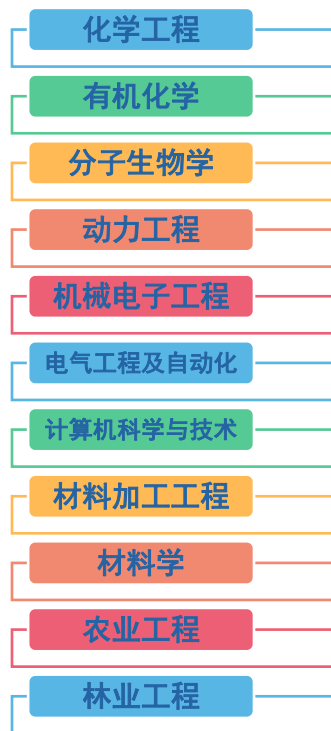 化学工程
有机化学
分子生物学
动力工程
机械电子工程
电气工程及自动化
计算机科学与技术
材料加工工程
材料学
农业工程
林业工程